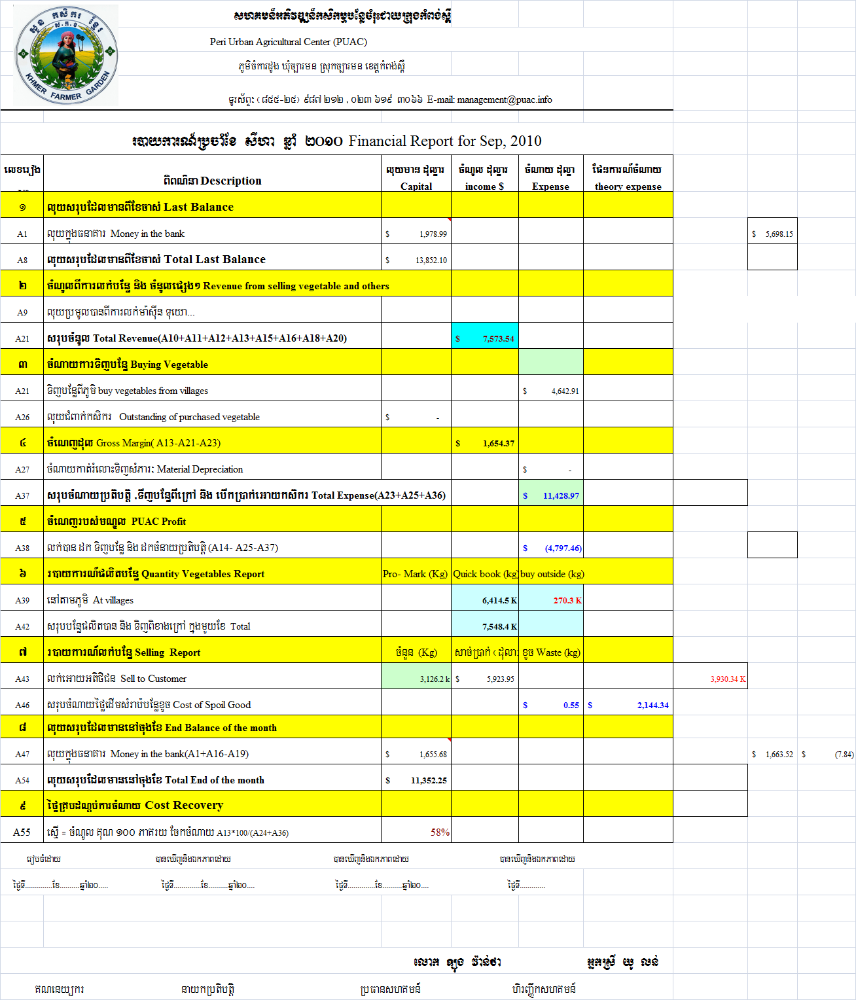 សហគមន៍អភិវឌ្ឍន៍កសិកម្មបន្លែចំរុះជាយក្រុងកំពង់ស្ពឺ
សួន កសិករ ខ្មែរ
ស.ក.ខ
KHMER FARMER GARDEN
Peri Urban Agricultural Center (PUAC)
ភូមិចំការដូង ឃុំច្បារមន ស្រុកច្បារមន ខេត្តកំពង់ស្ពឺ
ទូរស័ព្ទ: (៨៥៥-២៥) ៩៨៧ ២១២ , ០២៣ ៦១៩ ៣០៦៦ E-mail: management@puac.info
របាយការណ៍ប្រចាំខែ សីហា ឆ្នាំ ២០១០ Financial Report for Sep, 2010
លេខរៀង ពិពណ៌នា Description លុយមាន ដុល្លារ Capital ចំណូល ដុល្លារ income $ ចំណាយ ដុល្លា Expense ផែនការណ៍ចំណាយ theory expense
១ លុយសរុបដែលមានពីខែចាស់ Last Balance
A1 លុយក្នុងធនាគារ Money in the bank $ 1,978.99 $ 5,698.15
A8 លុយសរុបដែលមានពីខែចាស់ Total Last Balance $ 13,852.10
២ ចំណូលពីការលក់បន្លែ និង ចំនូលផ្សេងៗ Revenue from selling vegetable and others
A9 លុយប្រមូលបានពីការលក់ម៉ាស៊ីន ទុយោ...
A21 សរុបចំនូល Total Revenue(A10+A11+A12+A13+A15+A16+A18+A20) $ 7,573.54
៣ ចំណាយការទិញបន្លែ Buying Vegetable
A21 ទិញបន្លែពីភូមិ buy vegetables from villages $ 4,642.91
A26 លុយជំពាក់កសិករ Outstanding of purchased vegetable $ -
៤ ចំណេញដុល Gross Margin( A13-A21-A23) $ 1,654.37
A27 ចំណាយកាត់រំលោះទិញសំភារ: Material Depreciation $ -
A37 សរុបចំណាយប្រតិបត្តិ ,ទិញបន្លែពីក្រៅ និង បើកប្រាក់អោយកសិករ Total Expense(A23+A25+A36) $ 11,428.97
៥ ចំណេញរបស់មណ្ឌល PUAC Profit
A38 លក់បាន ដក ទិញបន្លែ និង ដកចំនាយប្រតិបត្តិ (A14- A25-A37) $ (4,797.46)
៦ របាយការណ៍ផលិតបន្លែ Quantity Vegetables Report Pro- Mark (Kg) Quick book (kg) buy outside (kg)
A39 នៅតាមភូមិ At villages 6,414.5 K 270.3 K
A42 សរុបបន្លែផលិតបាន និង ទិញពិខាងក្រៅ ក្នុងមួយខែ Total 7,548.4 K
៧ របាយការណ៍លក់បន្លែ Selling Report ចំនួន (Kg) សាច់ប្រាក់ ( ដុលា: ខូច Waste (kg)
A43 លក់អោយអតិថិជន Sell to Customer 3,126.2 k $ 5,923.95 3,930.34 K
A46 សរុបចំណាយថ្លៃដើមសំរាប់បន្លែខូច Cost of Spoil Good $ 0.55 $ 2,144.34
៨ លុយសរុបដែលមាននៅចុងខែ End Balance of the month
A47 លុយក្នុងធនាគារ Money in the bank(A1+A16-A19) $ 1,655.68 $ 1,663.52 $ (7.84)
A54 លុយសរុបដែលមាននៅចុងខែ Total End of the month $ 11,352.25
៩ ថ្លៃគ្របដណ្តប់ការចំណាយ Cost Recovery
A55 ស្មើ = ចំណូល គុណ ១០០ ភាគរយ ចែកចំណាយ A13*100/(A24+A36) 58%
រៀបចំដោយ បានឃើញនិងឯកភាពដោយ បានឃើញនិងឯកភាពដោយ បានឃើញនិងឯកភាពដោយ
ថ្ងៃទី..............ខែ..........ឆ្នាំ២០..... ថ្ងៃទី..............ខែ..........ឆ្នាំ២០.... ថ្ងៃទី..............ខែ..........ឆ្នាំ២០.... ថ្ងៃទី.............
លោក ឡុង វ៉ាន់ថា អ្នកស្រី យូ លន់
គណនេយ្យករ នាយកប្រតិបត្តិ ប្រធានសហគមន៍ ហិរញ្ញឹកសហគមន៍